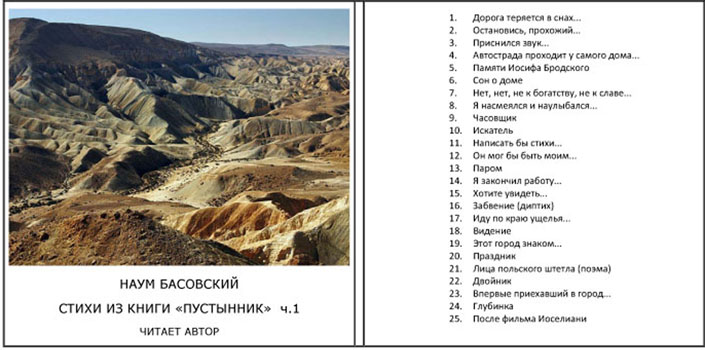 НАУМ БАСОВСКИЙ
СТИХИ ИЗ КНИГИ «ПУСТЫННИК» ч.1
ЧИТАЕТ АВТОР
1. Дорога теряется в снах...
2. Остановись, прохожий...
3. Приснился звук...
4. Автострада проходит у самого дома...
5. Памяти Иосифа Бродского
6. Сон о доме
7. Нет, нет, не к богатству, не к славе...
8. Я насмеялся и наулыбался...
9. Часовщик
10. Искатель
11. Написать бы стихи...
12. Он мог бы быть моим...
13. Паром
14. Я закончил работу...
15. Хотите увидеть...
16. Забвение (диптих)
17. Иду по краю ущелья...
18. Видение
19. Этот город знаком...
20. Праздник
21. Лица польского штетла (поэма)
22. Двойник
23. Впервые приехавший в город...
24. Глубинка
25. После фильма Иоселиани